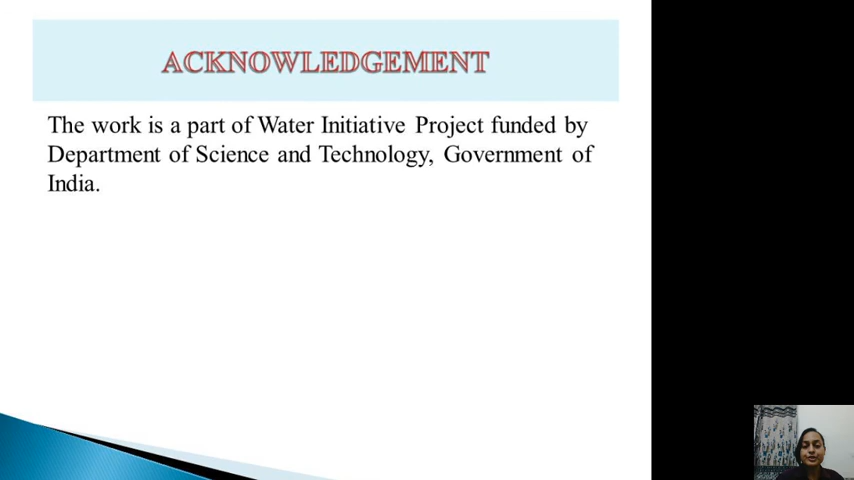 ACKNOWLEDGEMENT
The work is a part of Water Initiative Project funded by
Department of Science and Technology, Government of
India.